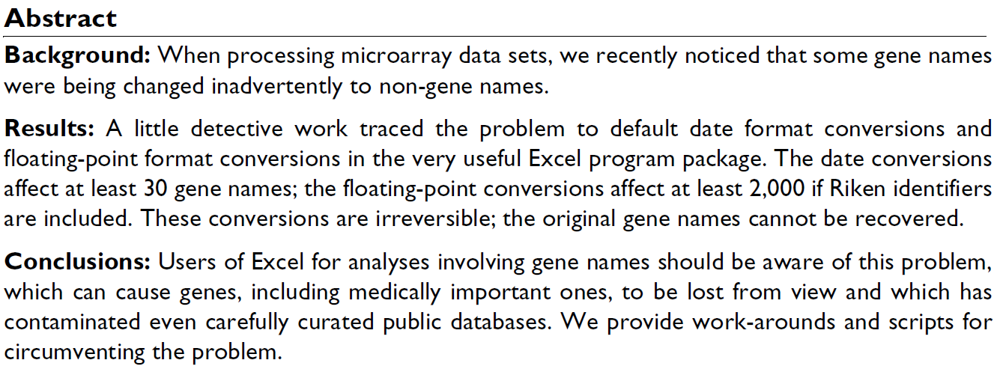 Abstract
Background: When processing microarray data sets, we recently noticed that some gene names
were being changed inadvertently to non-gene names.
Results: A little detective work traced the problem to default date format conversions and
floating-point format conversions in the very useful Excel program package. The date conversions
affect at least 30 gene names; the floating-point conversions affect at least 2,000 if Riken identifiers
are included. These conversions are irreversible; the original gene names cannot be recovered.
Conclusions: Users of Excel for analyses involving gene names should be aware of this problem,
which can cause genes, including medically important ones, to be lost from view and which has
contaminated even carefully curated public databases. We provide work-arounds and scripts for
circumventing the problem.